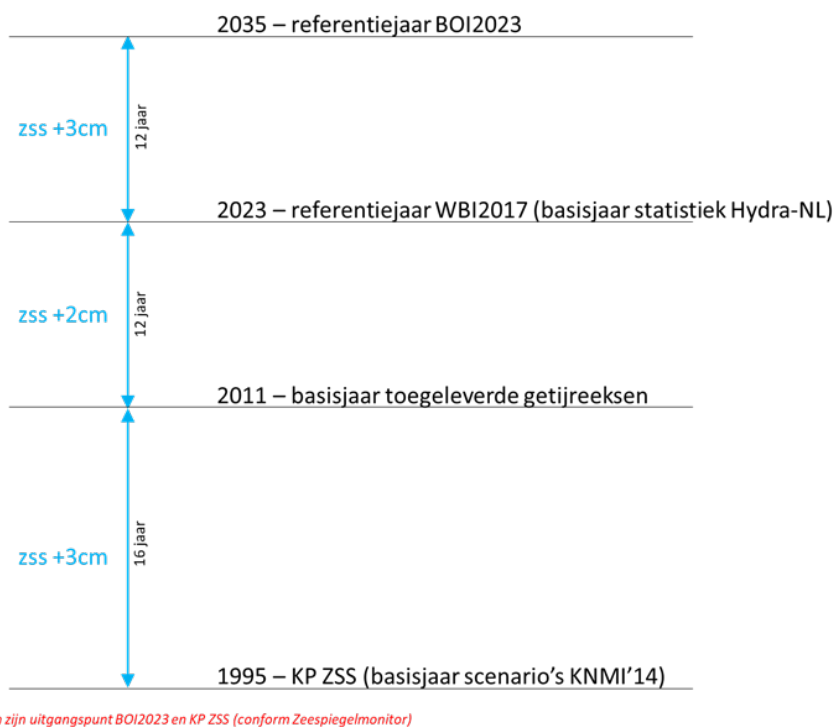 2035 – referentiejaar BOI2023
zss +3cm
12 jaar
2023 – referentiejaar WBI2017 (basisjaar statistiek Hydra-NL)
zss +2cm
12 jaar
2011 – basisjaar toegeleverde getijreeksen
zss +3cm
16 jaar
1995 – KP ZSS (basisjaar scenario's KNMI'14)
zijn uitgangspunt BOI2023 en KP ZSS (conform Zeespiegelmonitor)